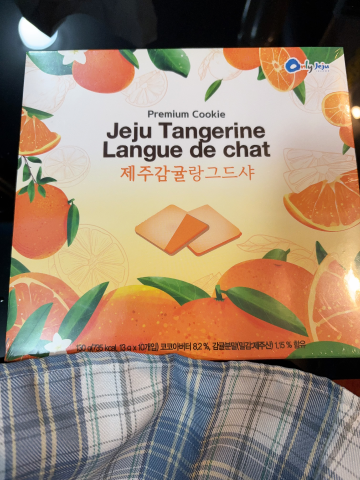 Only Jeju
Premium Cookie
Jeju Tangerine
Langue de chat
제주감귤랑그드샤
130 g(735 kcal, 13 g x 10개입) 코코아버터 8.2 %, 감귤분말(밀감:제주산) 1.15 % 함유